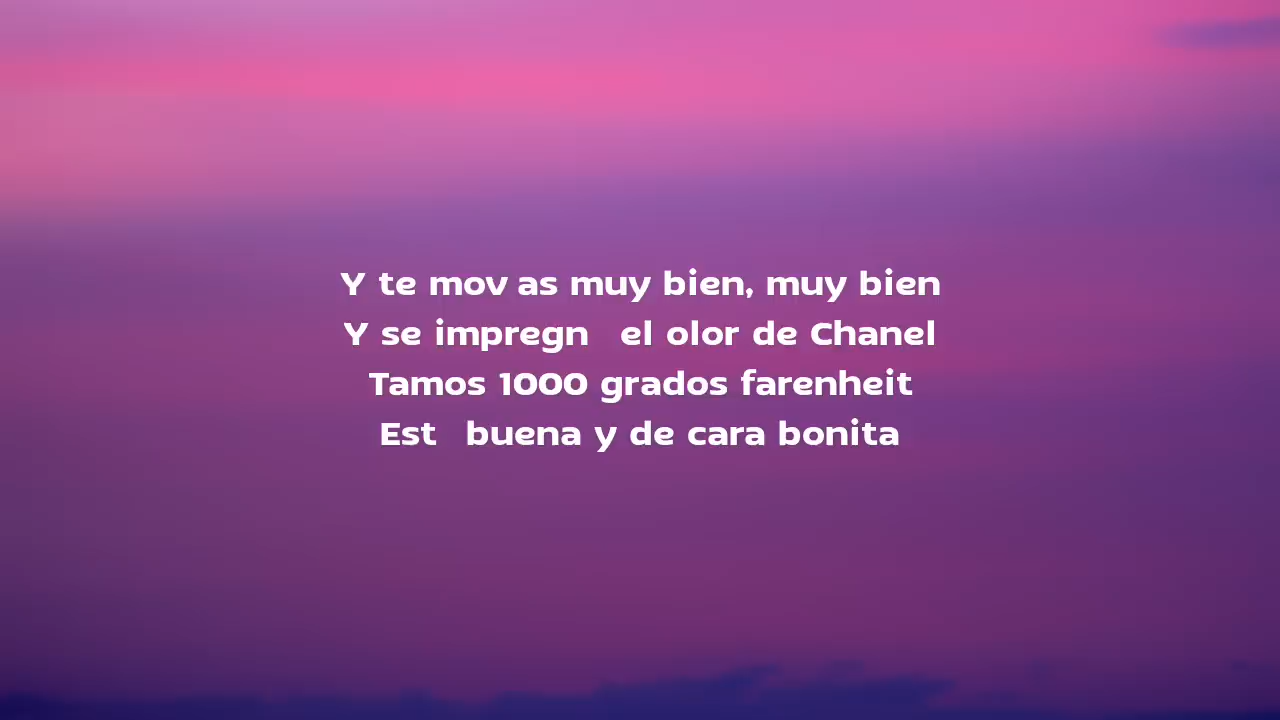 Y te mov as muy bien, muy bien
Y se impregn  el olor de Chanel
Tamos 1000 grados farenheit
Est  buena y de cara bonita